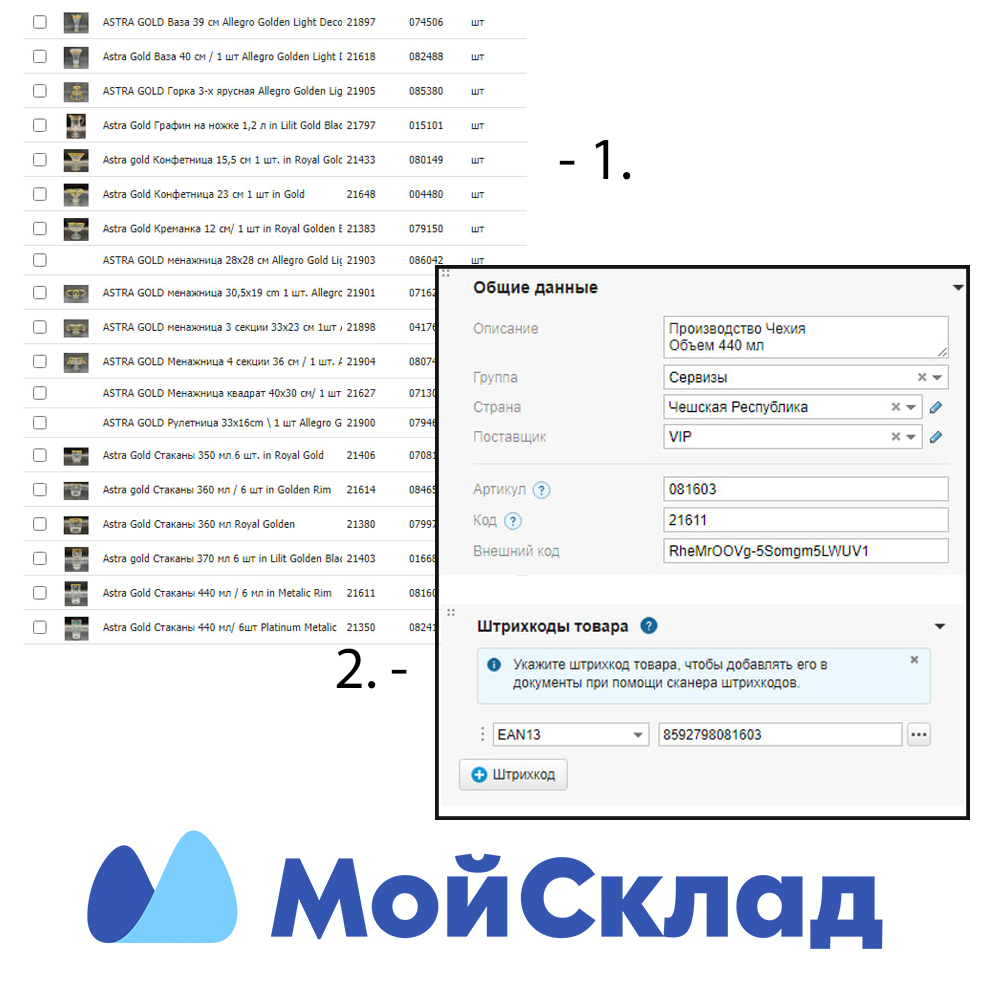 ASTRA GOLD Ваза 39 см Allegro Golden Light Deco 21897 074506 шт
Astra Gold Ваза 40 см / 1 шт Allegro Golden Light D 21618 082488 шт
ASTRA GOLD Горка 3-х ярусная Allegro Golden Lig 21905 085380 шт
Astra Gold Графин на ножке 1,2 л in Lilit Gold Blac 21797 015101 шт
Astra gold Конфетница 15,5 см 1 шт. in Royal Golc 21433 080149 шт
- 1.
Astra Gold Конфетница 23 см 1 шт in Gold 21648 004480 шт
Astra Gold Креманка 12 см/ 1 шт in Royal Golden E 21383 079150 шт
ASTRA GOLD менажница 28x28 см Allegro Gold Lig 21903 086042 шт
ASTRA GOLD менажница 30,5x19 см 1 шт. Allegrc 21901 07162
ASTRA GOLD менажница 3 секции 33x23 см 1шт / 21898 04176
ASTRA GOLD Менажница 4 секции 36 см / 1 шт. A 21904 08074
ASTRA GOLD Менажница квадрат 40x30 см/ 1 шт 21627 07130
ASTRA GOLD Рулетница 33x16cm \ 1 шт Allegro G 21900 07946
Astra Gold Стаканы 350 мл 6 шт. in Royal Gold 21406 07081
Astra gold Стаканы 360 мл / 6 шт in Golden Rim 21614 08465
Astra gold Стаканы 360 мл Royal Golden 21380 07997
Astra gold Стаканы 370 мл 6 шт in Lilit Golden Blac 21403 01668
Astra Gold Стаканы 440 мл / 6 мл in Metalic Rim 21611 08160
Astra Gold Стаканы 440 мл/ 6шт Platinum Metalic 21350 08241
2. -
Общие данные
Описание Производство Чехия
Объем 440 мл
Группа Сервизы
Страна Чешская Республика
Поставщик VIP
Артикул ? 081603
Код ? 21611
Внешний код RheMrOOVg-5Somgm5LWUV1
Штрихкоды товара ?
Укажите штрихкод товара, чтобы добавлять его в
документы при помощи сканера штрихкодов.
EAN13 8592798081603
Штрихкод
МойСклад